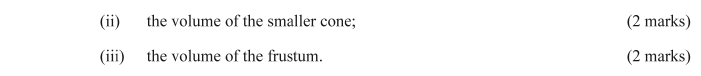 (ii) the volume of the smaller cone; (2 marks)
(iii) the volume of the frustum. (2 marks)